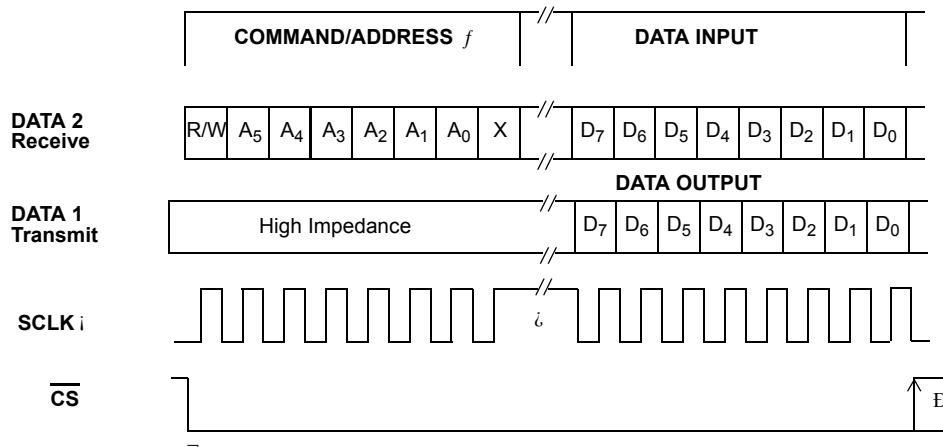 COMMAND/ADDRESS ƒ DATA INPUT
DATA 2
Receive
R/W A5 A4 A3 A2 A1 A0 X D7 D6 D5 D4 D3 D2 D1 D0
DATA OUTPUT
DATA 1
Transmit
High Impedance D7 D6 D5 D4 D3 D2 D1 D0
SCLK ¡ ¿
CS Ð
¬